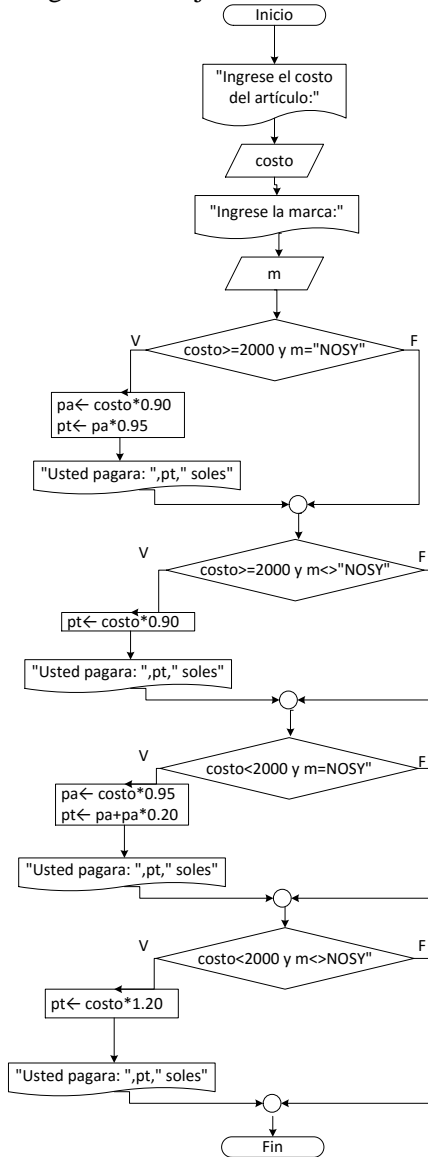 Inicio
"Ingrese el costo
del artículo:"
costo
"Ingrese la marca:"
m
V
F
costo>=2000 y m="NOSY"
pa← costo*0.90
pt← pa*0.95
"Usted pagara: ",pt," soles"
V
F
costo>=2000 y m<>"NOSY"
pt← costo*0.90
"Usted pagara: ",pt," soles"
V
F
costo<2000 y m=NOSY"
pa← costo*0.95
pt← pa+pa*0.20
"Usted pagara: ",pt," soles"
V
F
costo<2000 y m<>NOSY"
pt← costo*1.20
"Usted pagara: ",pt," soles"
Fin